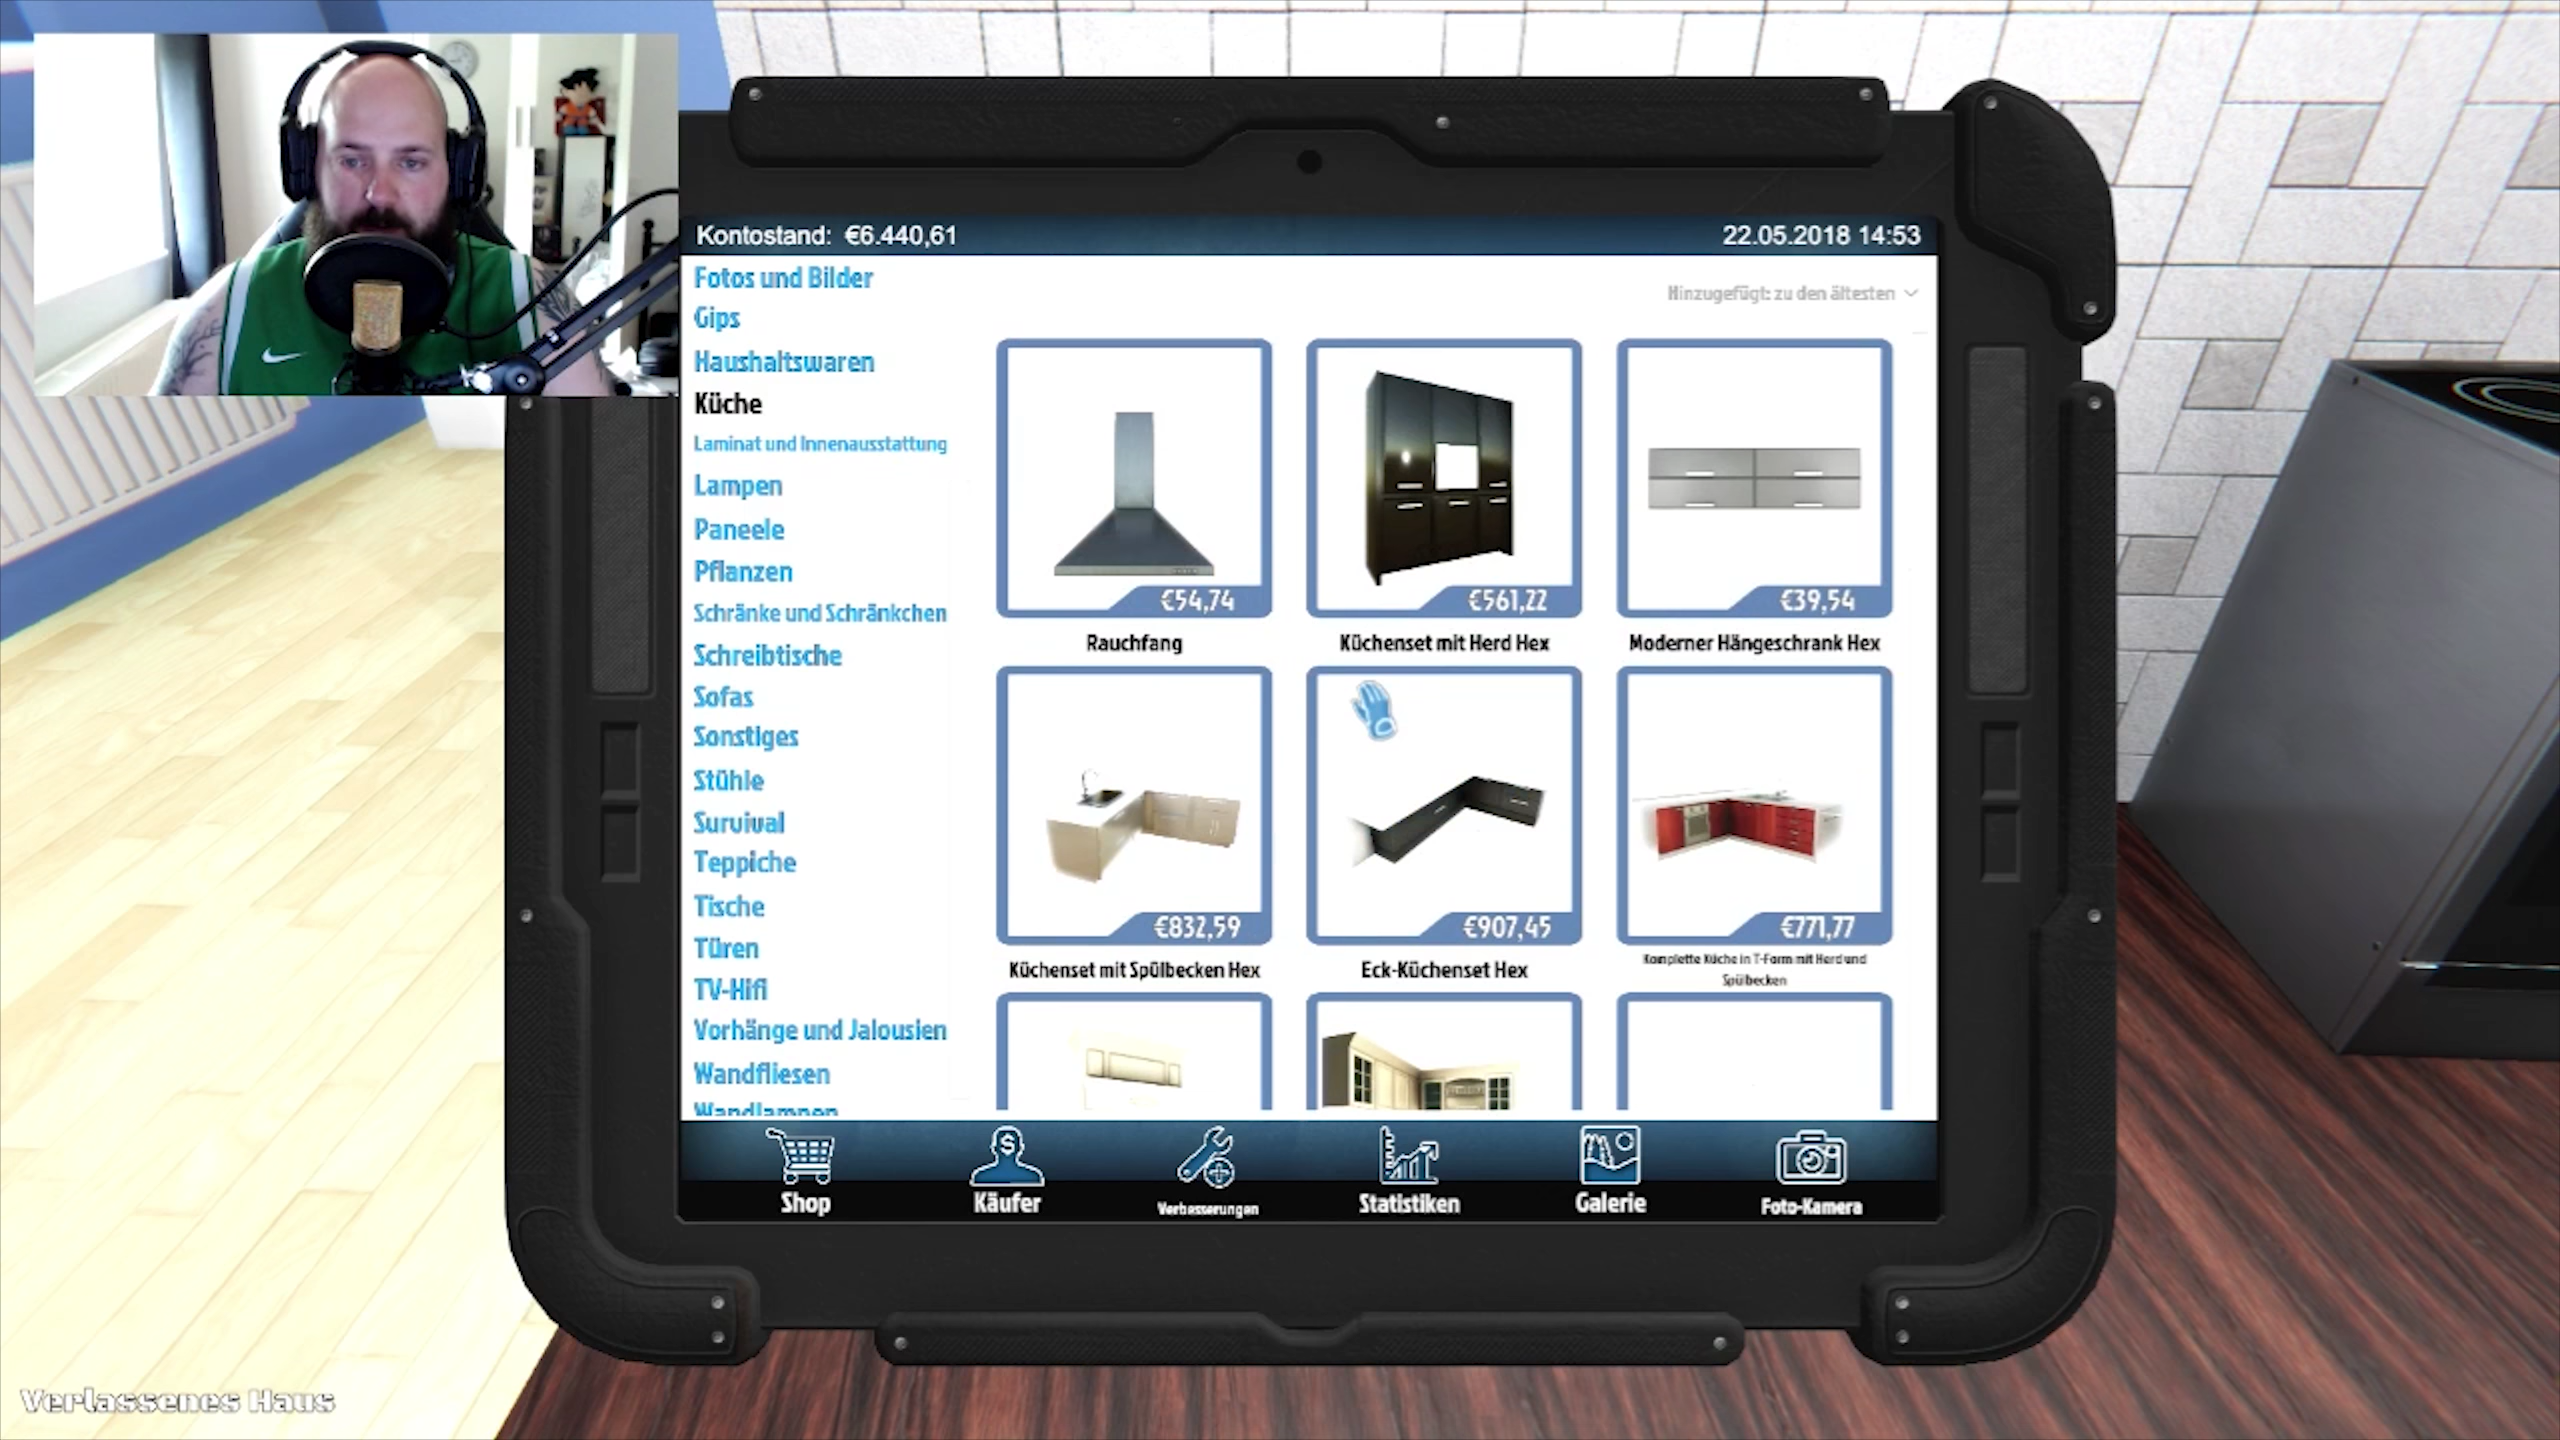 Kontostand: €6.440,61
22.05.2018 14:53
Fotos und Bilder
Gips
Haushaltswaren
Küche
Laminat und Innenausstattung
Lampen
Paneele
Pflanzen
Schränke und Schränkchen
Schreibtische
Sofas
Sonstiges
Stühle
Survival
Teppiche
Tische
Türen
TV-Hifi
Vorhänge und Jalousien
Wandfliesen
Wandlampen
Hinzugefügt: zu den ältesten
€54,74
€561,22
€39,54
Rauchfang
Küchenset mit Herd Hex
Moderner Hängeschrank Hex
€832,59
€907,45
€771,77
Küchenset mit Spülbecken Hex
Eck-Küchenset Hex
Komplette Küche in T-Form mit Herd und
Spülbecken
Shop
Käufer
Verbesserungen
Statistiken
Galerie
Foto-Kamera
Verlassenes Haus